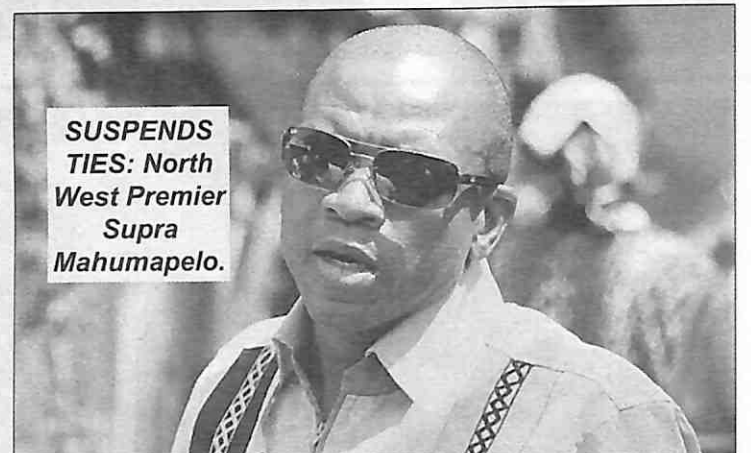 SUSPENDS
TIES: North
West Premier
Supra
Mahumapelo.